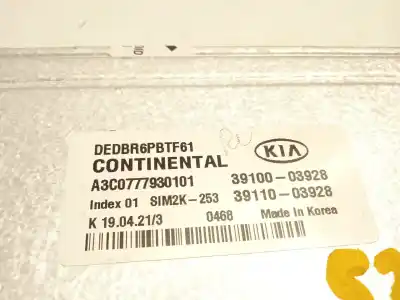 DEDBR6PBTF61
CONTINENTAL KIA
A3C0777930101 39100-03928
Index 01 SIM2K-253 39110-03928
K 19.04.21/3 0468 Made in Korea